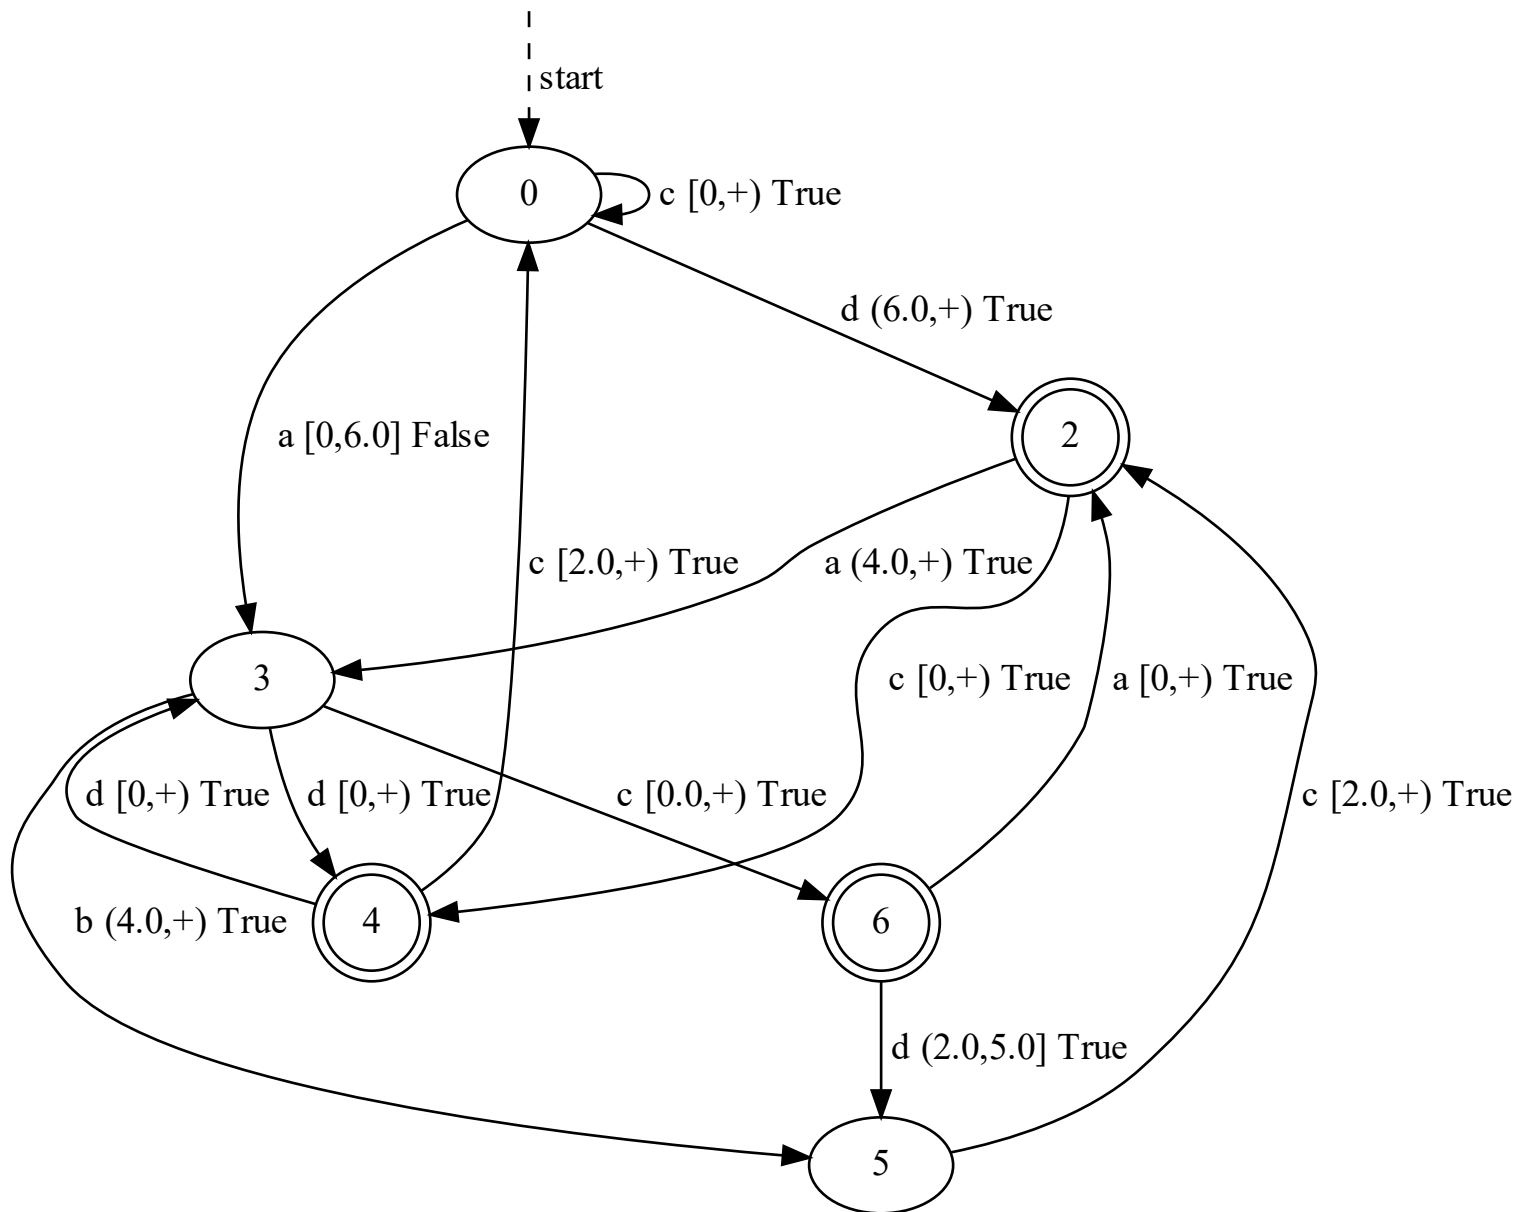 start
0
c [0,+) True
d (6.0,+) True
a [0,6.0] False
2
c [2.0,+) True
a (4.0,+) True
3
c [0,+) True
a [0,+) True
d [0,+) True
d [0,+) True
c [0.0,+) True
c [2.0,+) True
b (4.0,+) True
4
6
d (2.0,5.0] True
5